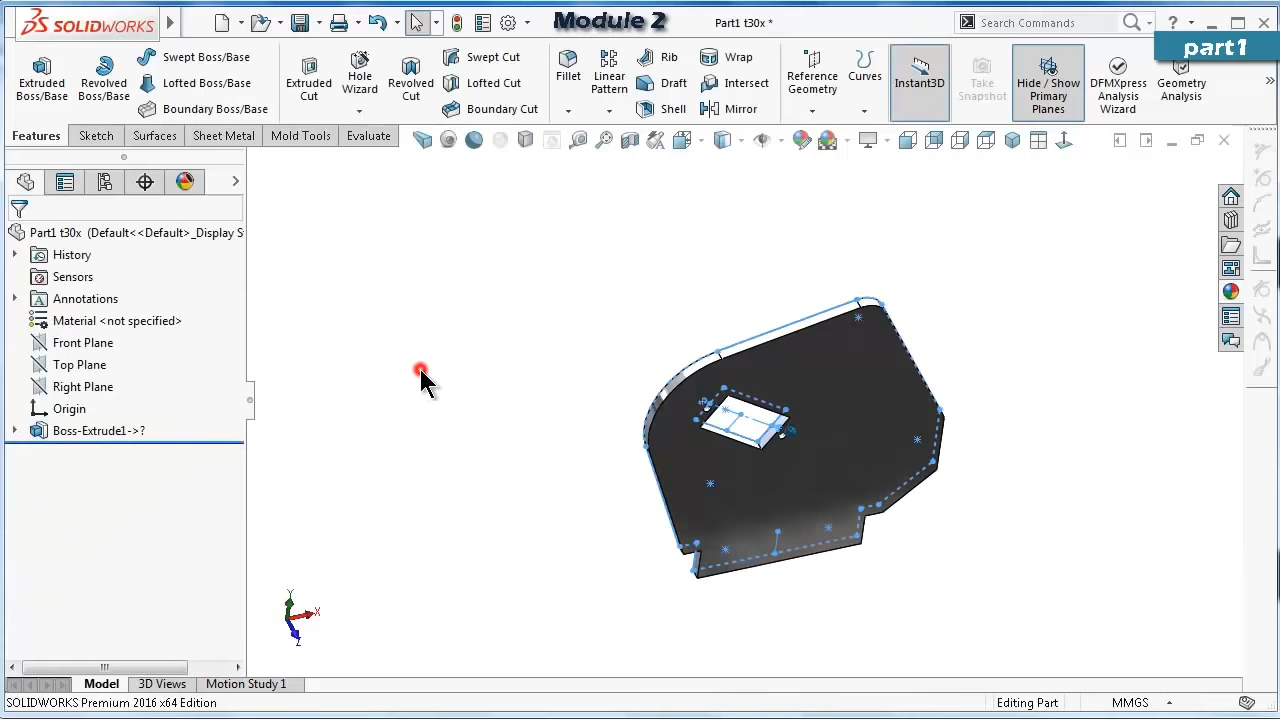 SOLIDWORKS
Module 2
Part1 t30x *
Search Commands
part1
Extruded Boss/Base
Revolved Boss/Base
Swept Boss/Base
Lofted Boss/Base
Boundary Boss/Base
Extruded Cut
Hole Wizard
Revolved Cut
Swept Cut
Lofted Cut
Boundary Cut
Fillet
Linear Pattern
Rib
Draft
Shell
Wrap
Intersect
Mirror
Reference Geometry
Curves
Instant3D
Take Snapshot
Hide / Show Primary Planes
DFMXpress Analysis Wizard
Geometry Analysis
Features
Sketch
Surfaces
Sheet Metal
Mold Tools
Evaluate
Part1 t30x (Default<<Default>_Display S
History
Sensors
Annotations
Material <not specified>
Front Plane
Top Plane
Right Plane
Origin
Boss-Extrude1->?
Y
X
Z
Model
3D Views
Motion Study 1
SOLIDWORKS Premium 2016 x64 Edition
Editing Part
MMGS